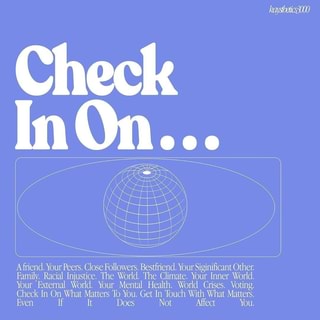 Check
In On...
A friend. Your Peers. Close Followers. Bestfriend. Your Siginificant Other.
Family. Racial Injustice. The World. The Climate. Your Inner World.
Your External World. Your Mental Health. World Crises. Voting.
Check In On What Matters To You. Get In Touch With What Matters.
Even If It Does Not Affect You.